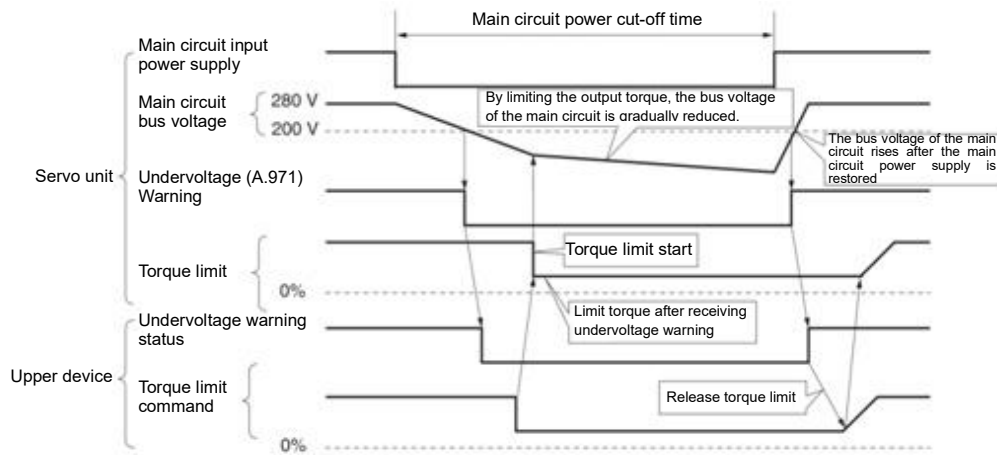 Main circuit power cut-off time
Main circuit input
power supply
Main circuit
bus voltage
280 V
200 V
By limiting the output torque, the bus voltage
of the main circuit is gradually reduced.
The bus voltage of the main
circuit rises after the main
circuit power supply is
restored
Servo unit
Undervoltage (A.971)
Warning
Torque limit start
Torque limit
0%
Limit torque after receiving
undervoltage warning
Undervoltage warning
status
Upper device
Torque limit
command
Release torque limit
0%